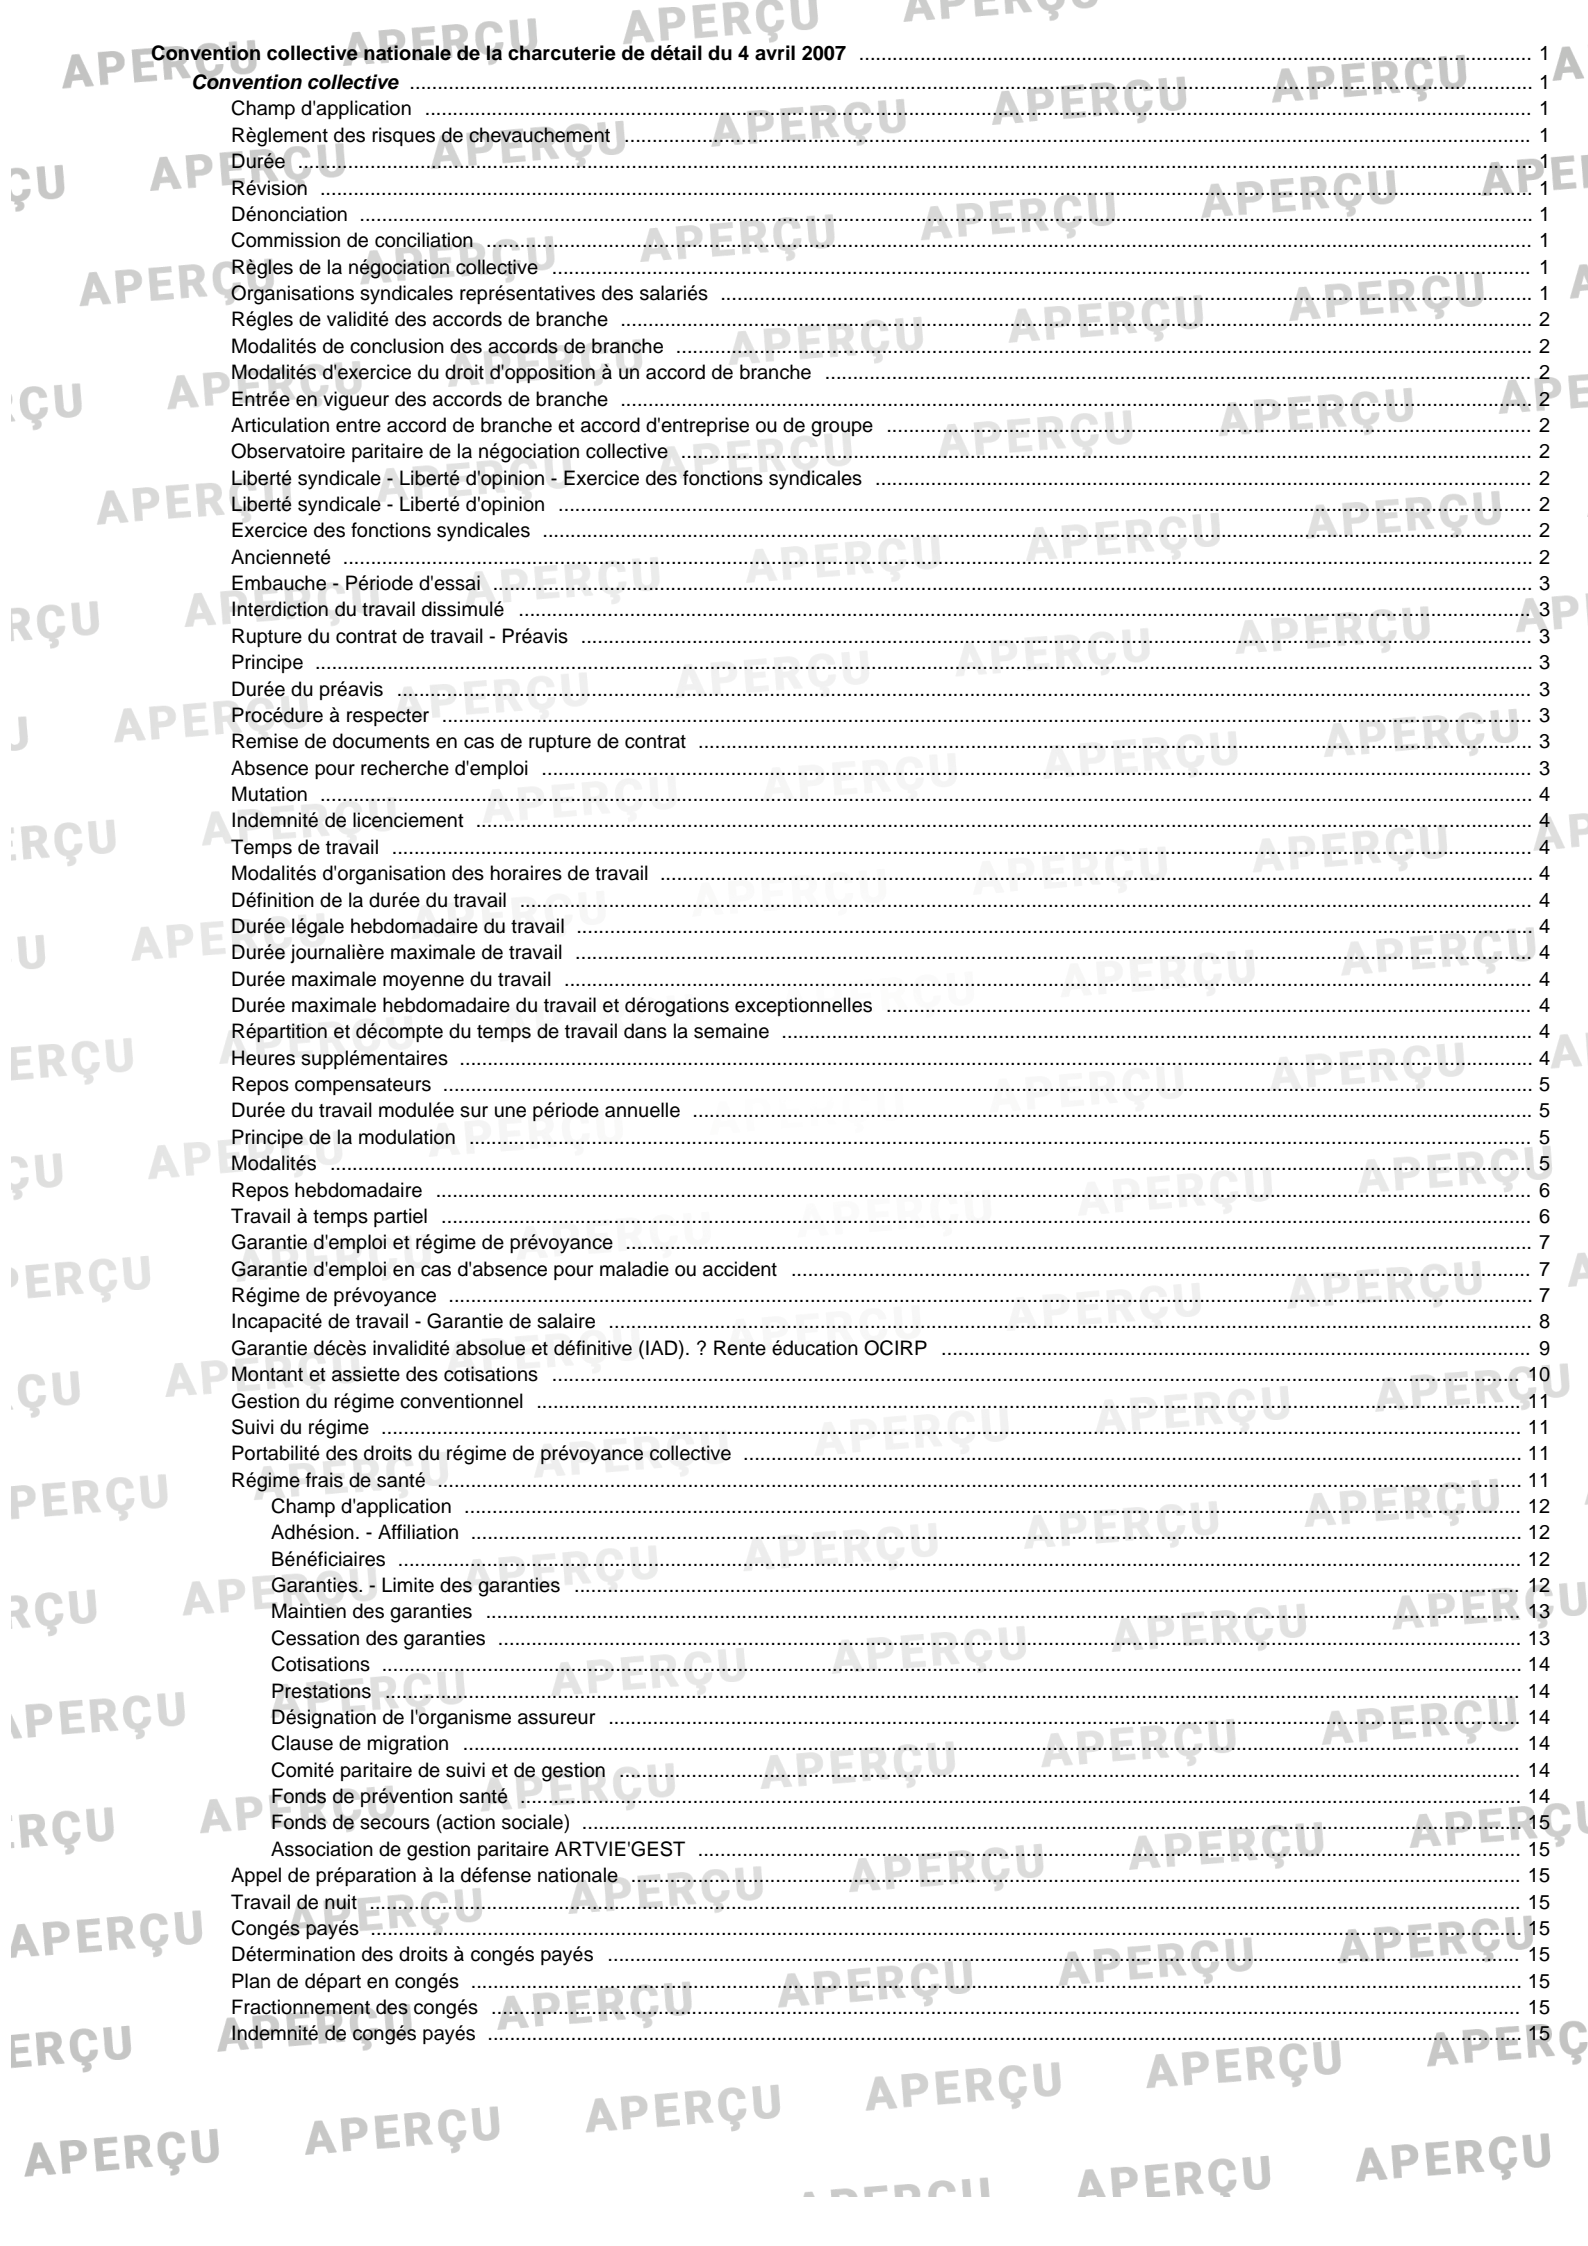 Convention collective nationale de la charcuterie de détail du 4 avril 2007 ... 1
Convention collective ... 1
Champ d'application ... 1
Règlement des risques de chevauchement ... 1
Durée ... 1
Révision ... 1
Dénonciation ... 1
Commission de conciliation ... 1
Règles de la négociation collective ... 1
Organisations syndicales représentatives des salariés ... 1
Régles de validité des accords de branche ... 2
Modalités de conclusion des accords de branche ... 2
Modalités d'exercice du droit d'opposition à un accord de branche ... 2
Entrée en vigueur des accords de branche ... 2
Articulation entre accord de branche et accord d'entreprise ou de groupe ... 2
Observatoire paritaire de la négociation collective ... 2
Liberté syndicale - Liberté d'opinion - Exercice des fonctions syndicales ... 2
Liberté syndicale - Liberté d'opinion ... 2
Exercice des fonctions syndicales ... 2
Ancienneté ... 2
Embauche - Période d'essai ... 3
Interdiction du travail dissimulé ... 3
Rupture du contrat de travail - Préavis ... 3
Principe ... 3
Durée du préavis ... 3
Procédure à respecter ... 3
Remise de documents en cas de rupture de contrat ... 3
Absence pour recherche d'emploi ... 3
Mutation ... 4
Indemnité de licenciement ... 4
Temps de travail ... 4
Modalités d'organisation des horaires de travail ... 4
Définition de la durée du travail ... 4
Durée légale hebdomadaire du travail ... 4
Durée journalière maximale de travail ... 4
Durée maximale moyenne du travail ... 4
Durée maximale hebdomadaire du travail et dérogations exceptionnelles ... 4
Répartition et décompte du temps de travail dans la semaine ... 4
Heures supplémentaires ... 4
Repos compensateurs ... 5
Durée du travail modulée sur une période annuelle ... 5
Principe de la modulation ... 5
Modalités ... 5
Repos hebdomadaire ... 6
Travail à temps partiel ... 6
Garantie d'emploi et régime de prévoyance ... 7
Garantie d'emploi en cas d'absence pour maladie ou accident ... 7
Régime de prévoyance ... 7
Incapacité de travail - Garantie de salaire ... 8
Garantie décès invalidité absolue et définitive (IAD). ? Rente éducation OCIRP ... 9
Montant et assiette des cotisations ... 10
Gestion du régime conventionnel ... 11
Suivi du régime ... 11
Portabilité des droits du régime de prévoyance collective ... 11
Régime frais de santé ... 11
Champ d'application ... 12
Adhésion. - Affiliation ... 12
Bénéficiaires ... 12
Garanties. - Limite des garanties ... 12
Maintien des garanties ... 13
Cessation des garanties ... 13
Cotisations ... 14
Prestations ... 14
Désignation de l'organisme assureur ... 14
Clause de migration ... 14
Comité paritaire de suivi et de gestion ... 14
Fonds de prévention santé ... 14
Fonds de secours (action sociale) ... 15
Association de gestion paritaire ARTVIE'GEST ... 15
Appel de préparation à la défense nationale ... 15
Travail de nuit ... 15
Congés payés ... 15
Détermination des droits à congés payés ... 15
Plan de départ en congés ... 15
Fractionnement des congés ... 15
Indemnité de congés payés ... 15
APERÇU